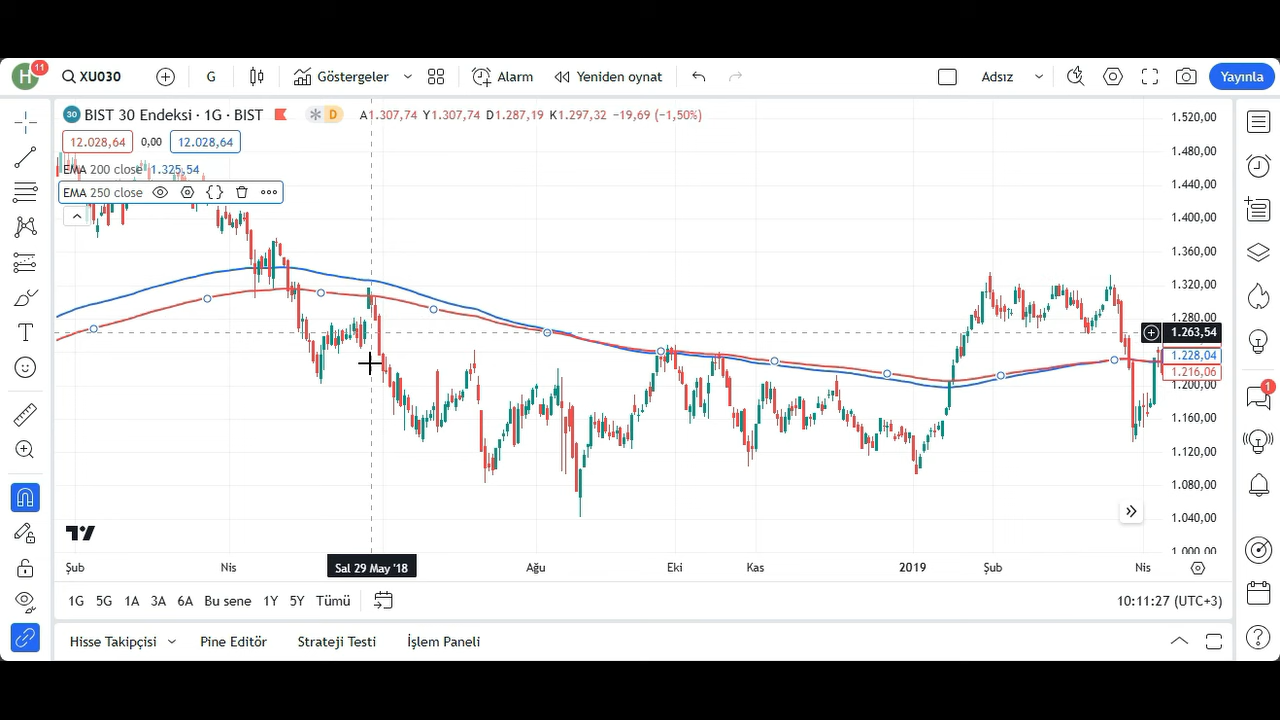 H 11 XU030 G Göstergeler Alarm Yeniden oynat Adsız Yayınla
30 BIST 30 Endeksi · 1G · BIST D A1.307,74 Y1.307,74 D1.287,19 K1.297,32 −19,69 (−1,50%)
12.028,64 0,00 12.028,64
EMA 200 close 1.325,54
EMA 250 close
1.520,00
1.480,00
1.440,00
1.400,00
1.360,00
1.320,00
1.280,00
1.263,54
1.228,04
1.216,06
1.200,00
1.160,00
1.120,00
1.080,00
1.040,00
1.000,00
1
Şub Nis Sal 29 May '18 Ağu Eki Kas 2019 Şub Nis
1G 5G 1A 3A 6A Bu sene 1Y 5Y Tümü 10:11:27 (UTC+3)
Hisse Takipçisi Pine Editör Strateji Testi İşlem Paneli